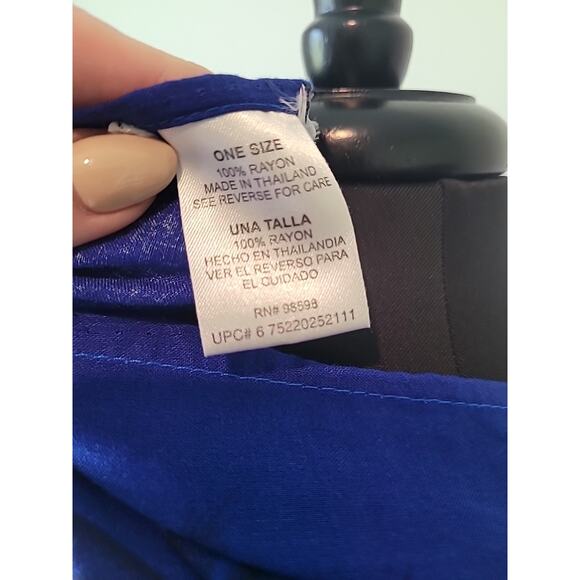 ONE SIZE
100% RAYON
MADE IN THAILAND
SEE REVERSE FOR CARE
UNA TALLA
100% RAYON
HECHO EN THAILANDIA
VER EL REVERSO PARA
EL CUIDADO
RN# 98598
UPC# 6 75220252111